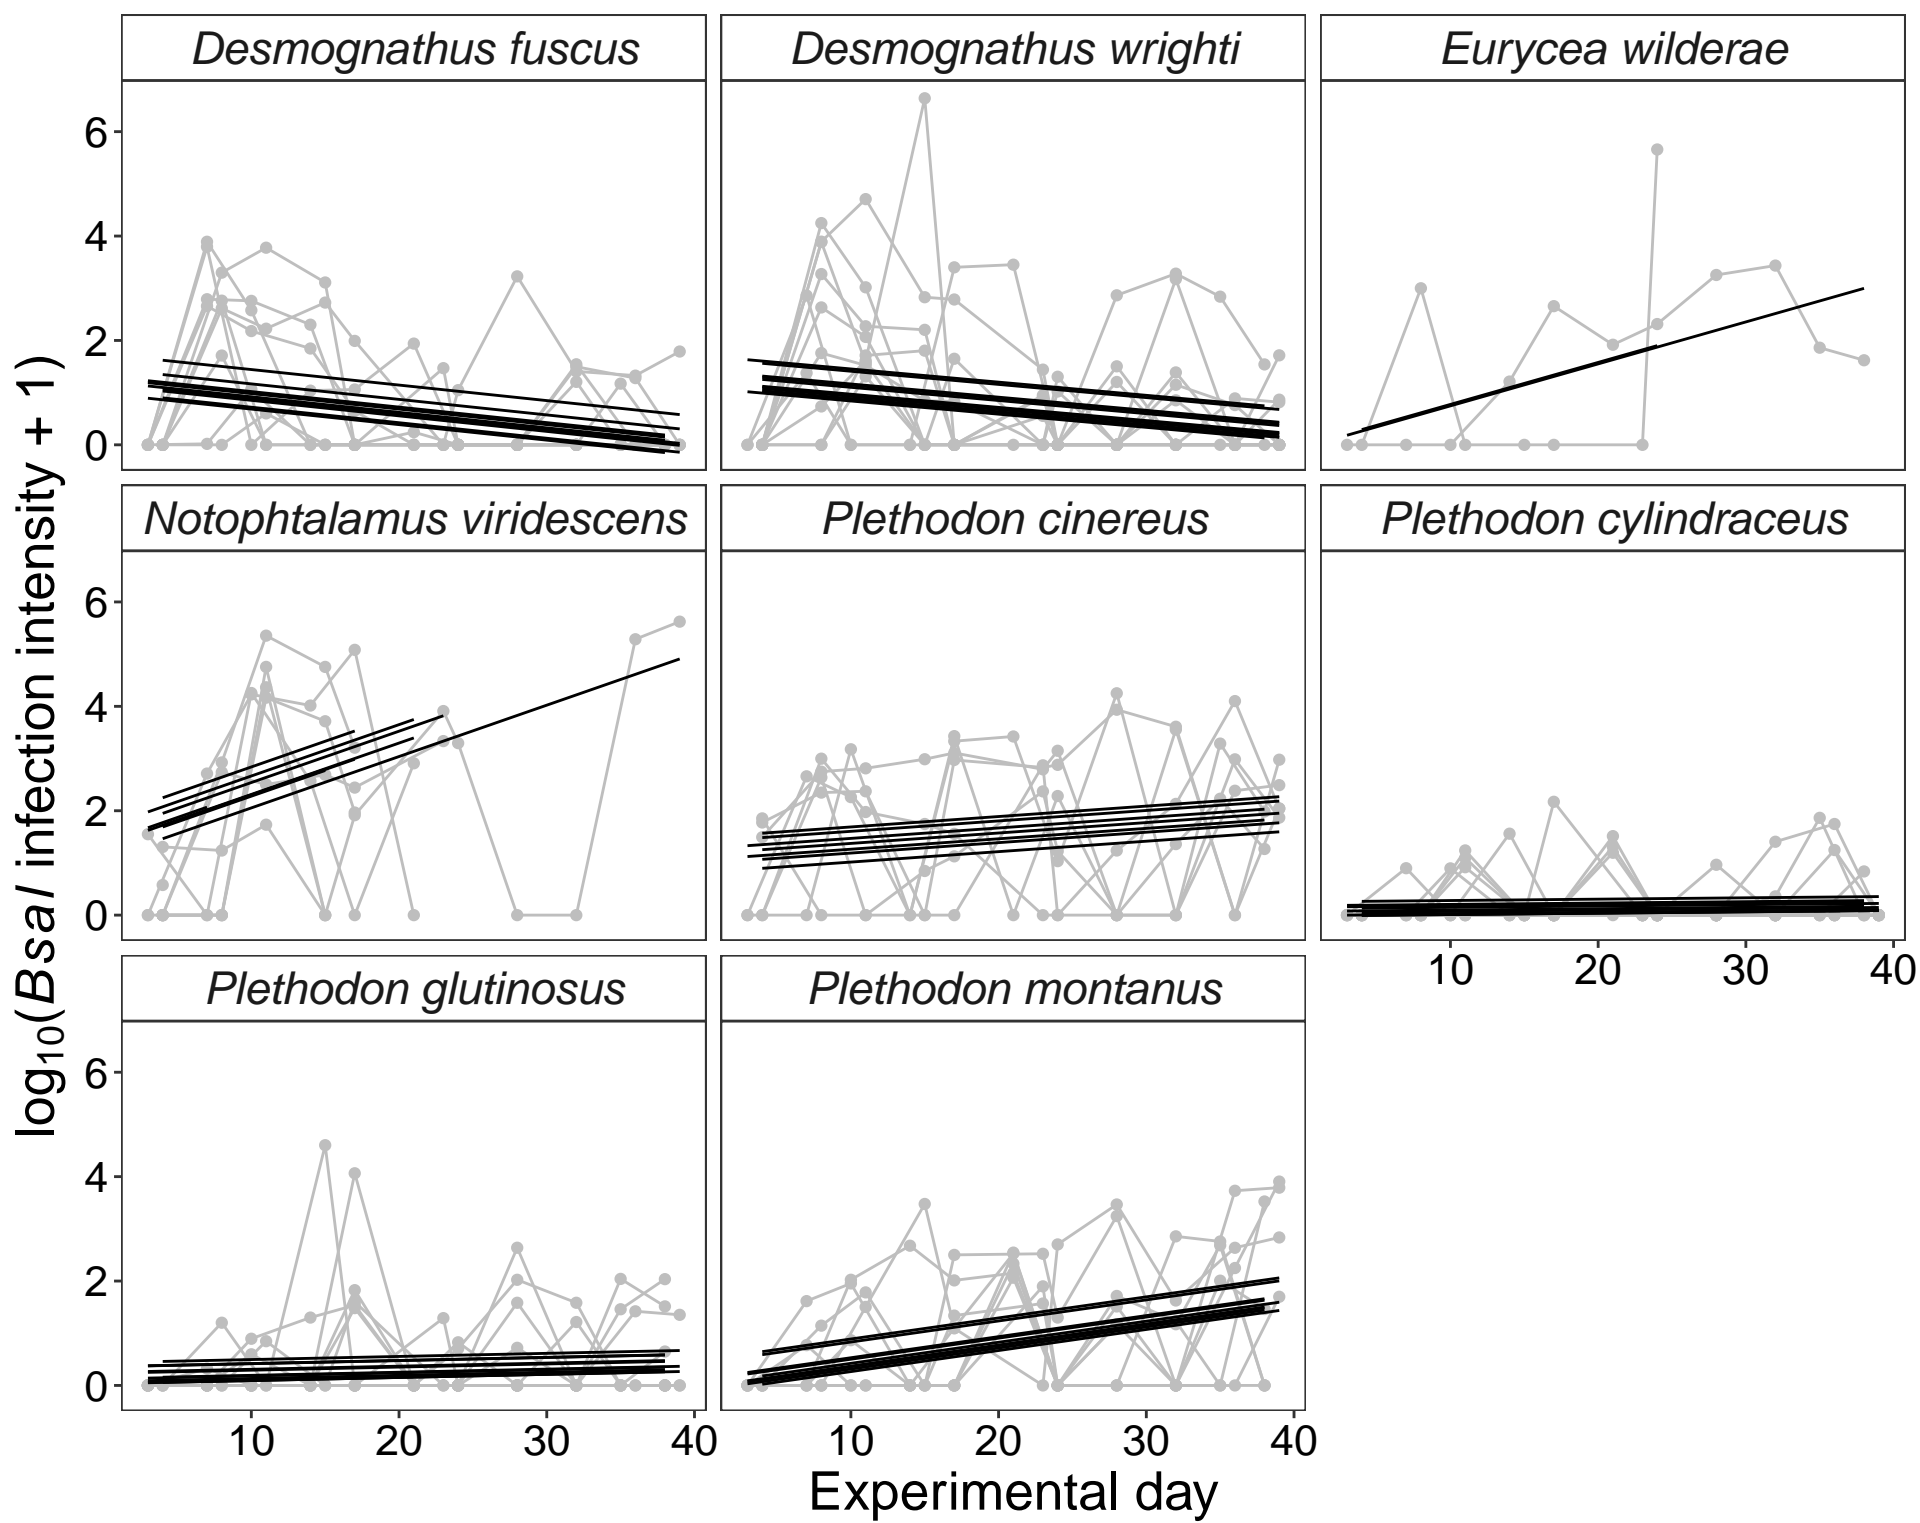 Desmognathus fuscus
Desmognathus wrighti
Eurycea wilderae
6
4
2
0
Notophtalamus viridescens
Plethodon cinereus
Plethodon cylindraceus
6
4
2
0
10 20 30 40
Plethodon glutinosus
Plethodon montanus
6
4
2
0
10 20 30 40
10 20 30 40
Experimental day
log₁₀(Bsal infection intensity + 1)